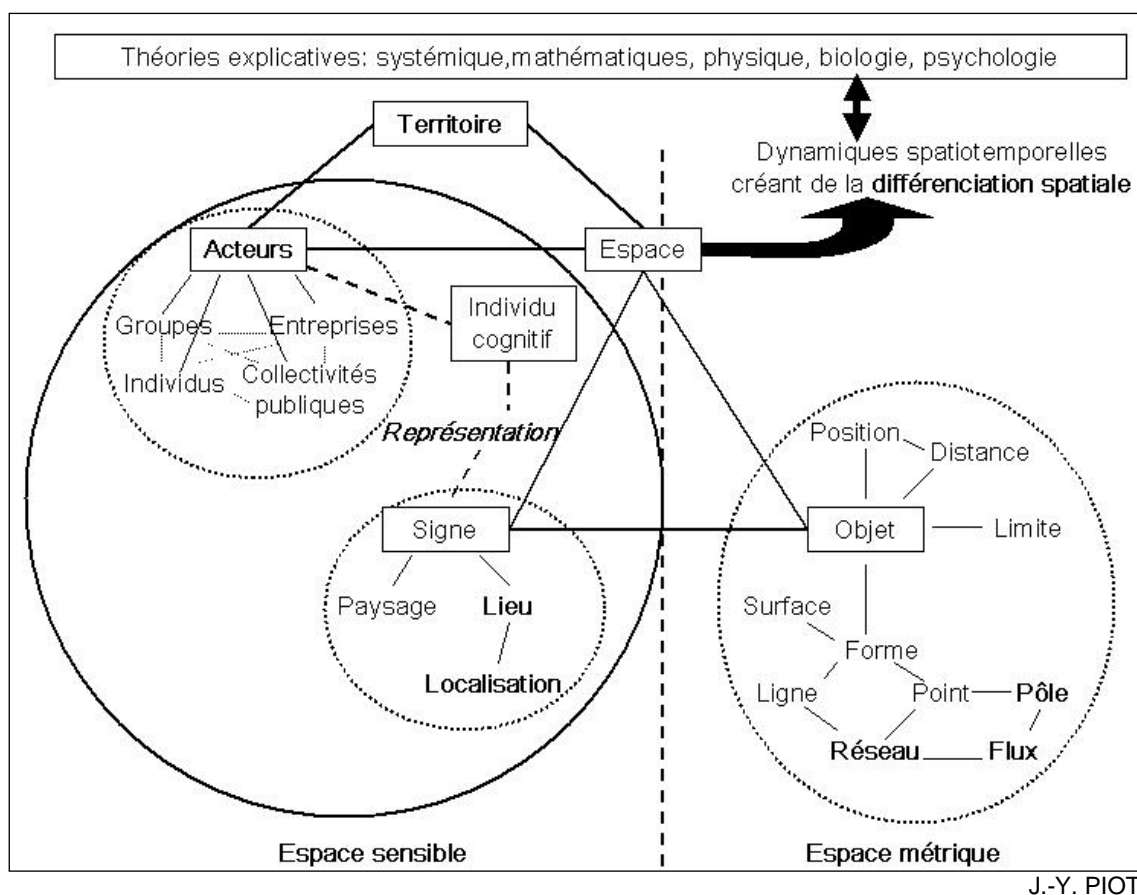 Théories explicatives: systémique,mathématiques, physique, biologie, psychologie
Territoire
Dynamiques spatiotemporelles
créant de la différenciation spatiale
Acteurs
Espace
Groupes
Entreprises
Individus
Collectivités
publiques
Individu
cognitif
Représentation
Signe
Paysage
Lieu
Localisation
Position
Distance
Objet
Limite
Surface
Forme
Ligne
Point
Pôle
Réseau
Flux
Espace sensible
Espace métrique
J.-Y. PIOT